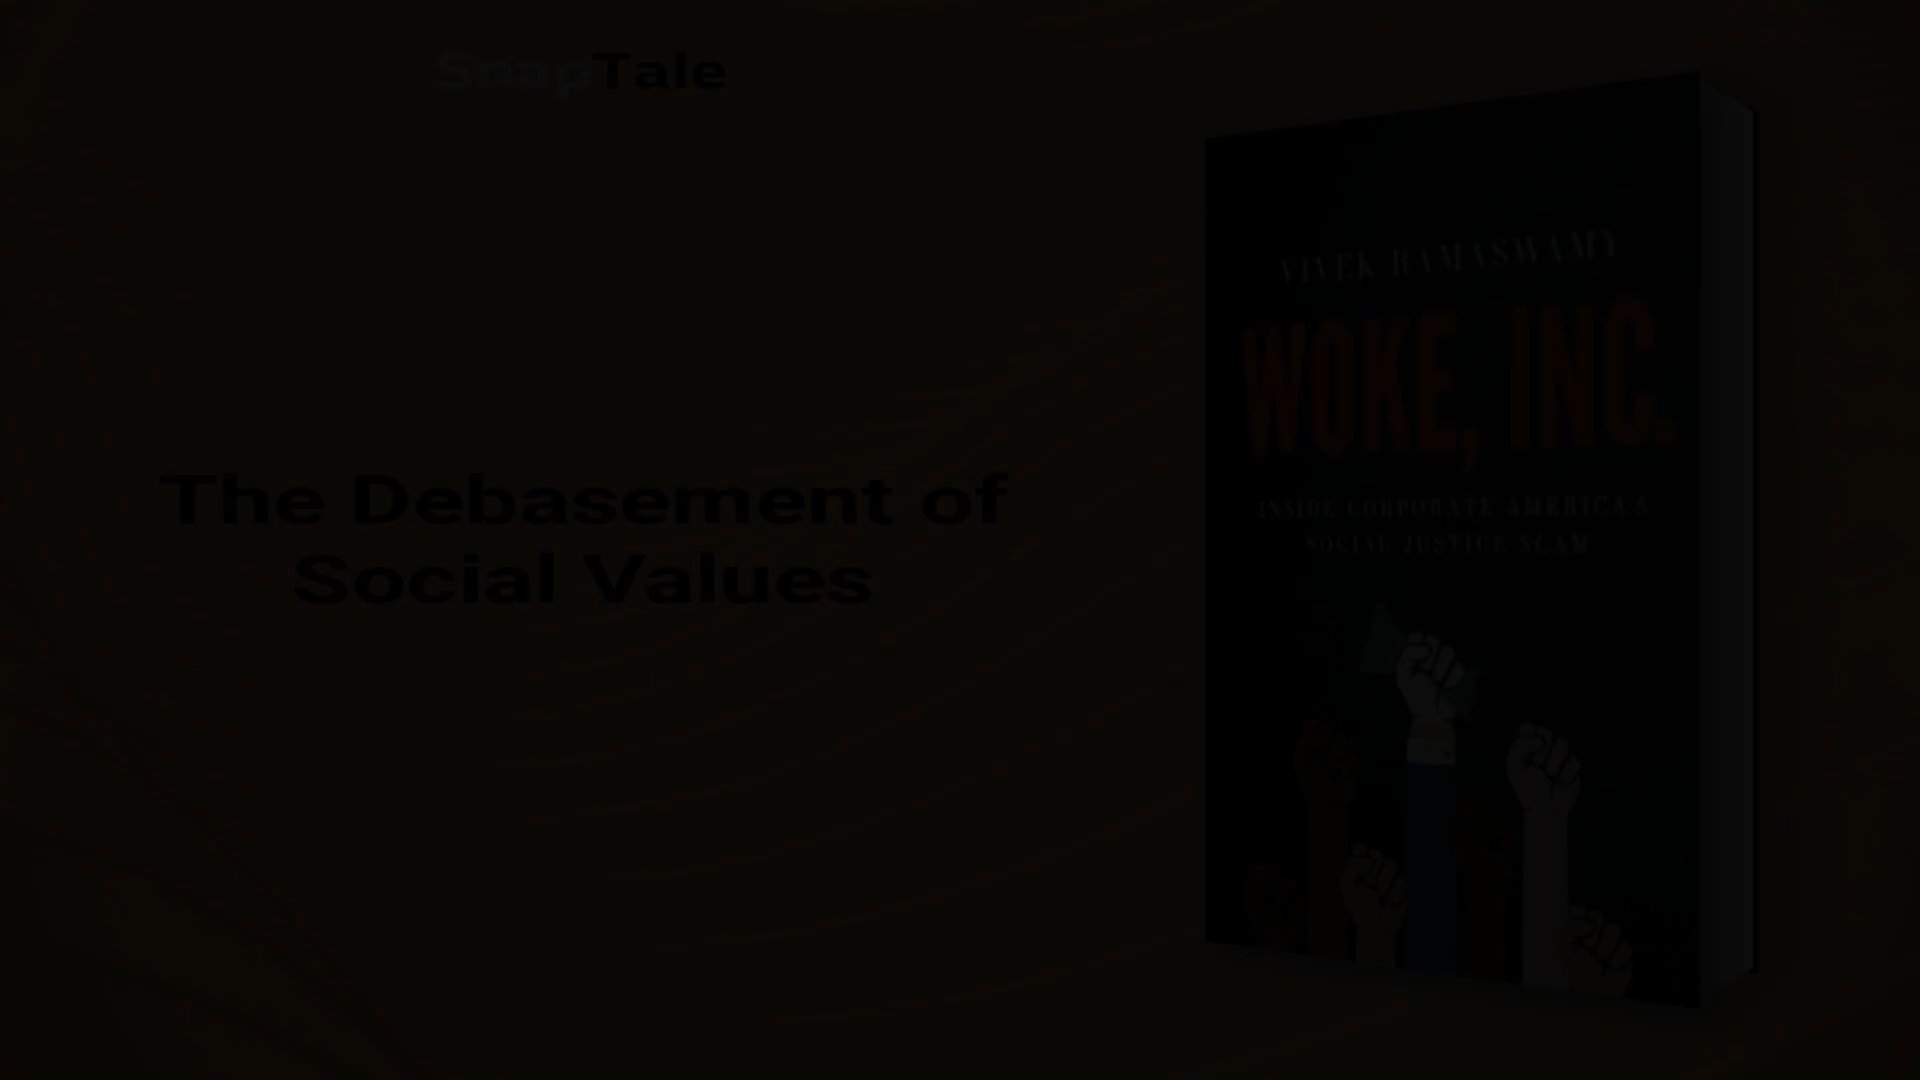 SnapTale
The Debasement of
Social Values
VIVEK RAMASWAMY
WOKE, INC.
INSIDE CORPORATE AMERICA'S
SOCIAL JUSTICE SCAM